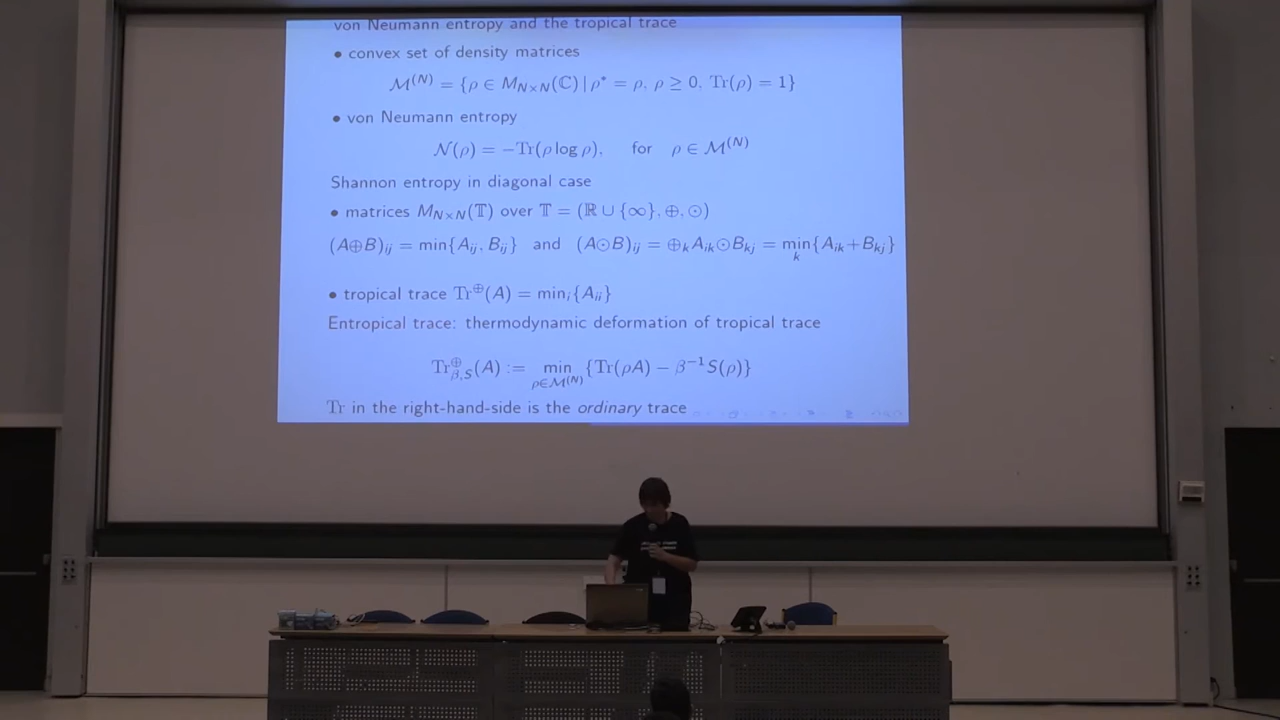 von Neumann entropy and the tropical trace
• convex set of density matrices
ℳ^(N) = {ρ ∈ M_{N×N}(ℂ) | ρ* = ρ, ρ ≥ 0, Tr(ρ) = 1}
• von Neumann entropy
𝒩(ρ) = −Tr(ρ log ρ), for ρ ∈ ℳ^(N)
Shannon entropy in diagonal case
• matrices M_{N×N}(𝕋) over 𝕋 = (ℝ ∪ {∞}, ⊕, ⊙)
(A⊕B)_{ij} = min{A_{ij}, B_{ij}} and (A⊙B)_{ij} = ⊕_k A_{ik}⊙B_{kj} = min_k{A_{ik}+B_{kj}}
• tropical trace Tr^⊕(A) = min_i{A_{ii}}
Entropical trace: thermodynamic deformation of tropical trace
Tr^⊕_{β,S}(A) := min_{ρ∈ℳ^(N)} {Tr(ρA) − β^{−1}S(ρ)}
Tr in the right-hand-side is the ordinary trace